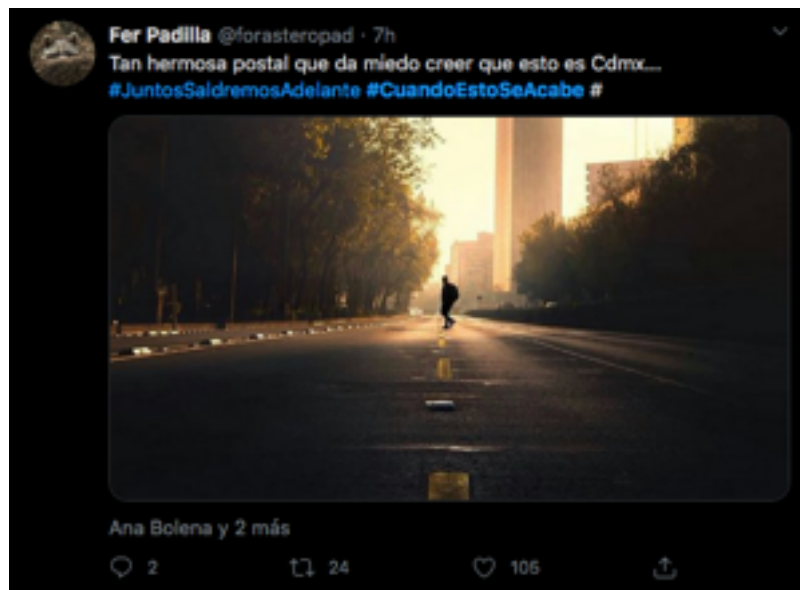 Fer Padilla @forasteropad · 7h
Tan hermosa postal que da miedo creer que esto es Cdmx....
#JuntosSaldremosAdelante #CuandoEstoSeAcabe #
Ana Bolena y 2 más
2 24 105